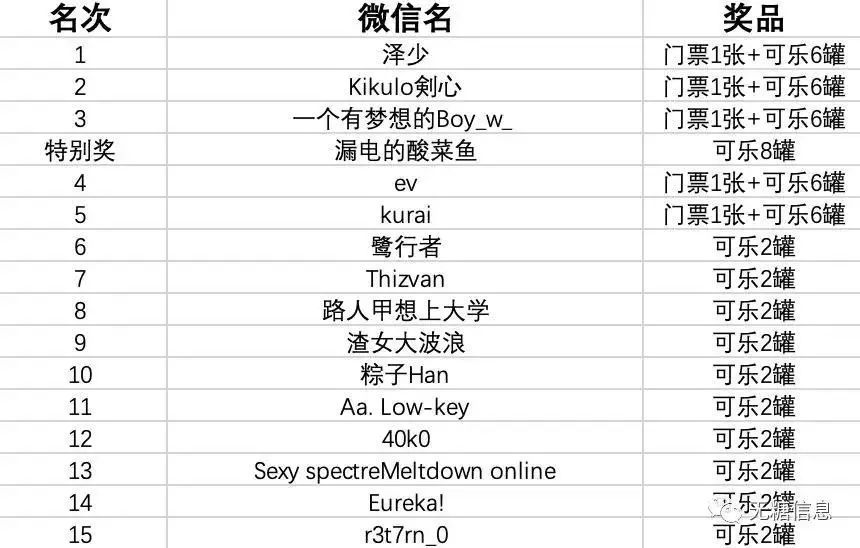 名次 微信名 奖品
1 泽少 门票1张+可乐6罐
2 Kikulo剣心 门票1张+可乐6罐
3 一个有梦想的Boy_w_ 门票1张+可乐6罐
特别奖 漏电的酸菜鱼 可乐8罐
4 ev 门票1张+可乐6罐
5 kurai 门票1张+可乐6罐
6 鹭行者 可乐2罐
7 Thizvan 可乐2罐
8 路人甲想上大学 可乐2罐
9 渣女大波浪 可乐2罐
10 粽子Han 可乐2罐
11 Aa. Low-key 可乐2罐
12 40k0 可乐2罐
13 Sexy spectreMeltdown online 可乐2罐
14 Eureka! 可乐2罐
无糖信息
15 r3t7rn_0 可乐2罐